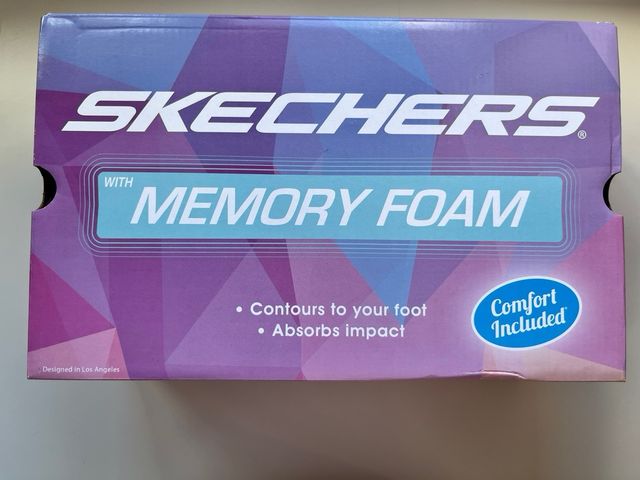 SKECHERS®
WITH
MEMORY FOAM
• Contours to your foot
• Absorbs impact
Comfort
Included
Designed in Los Angeles